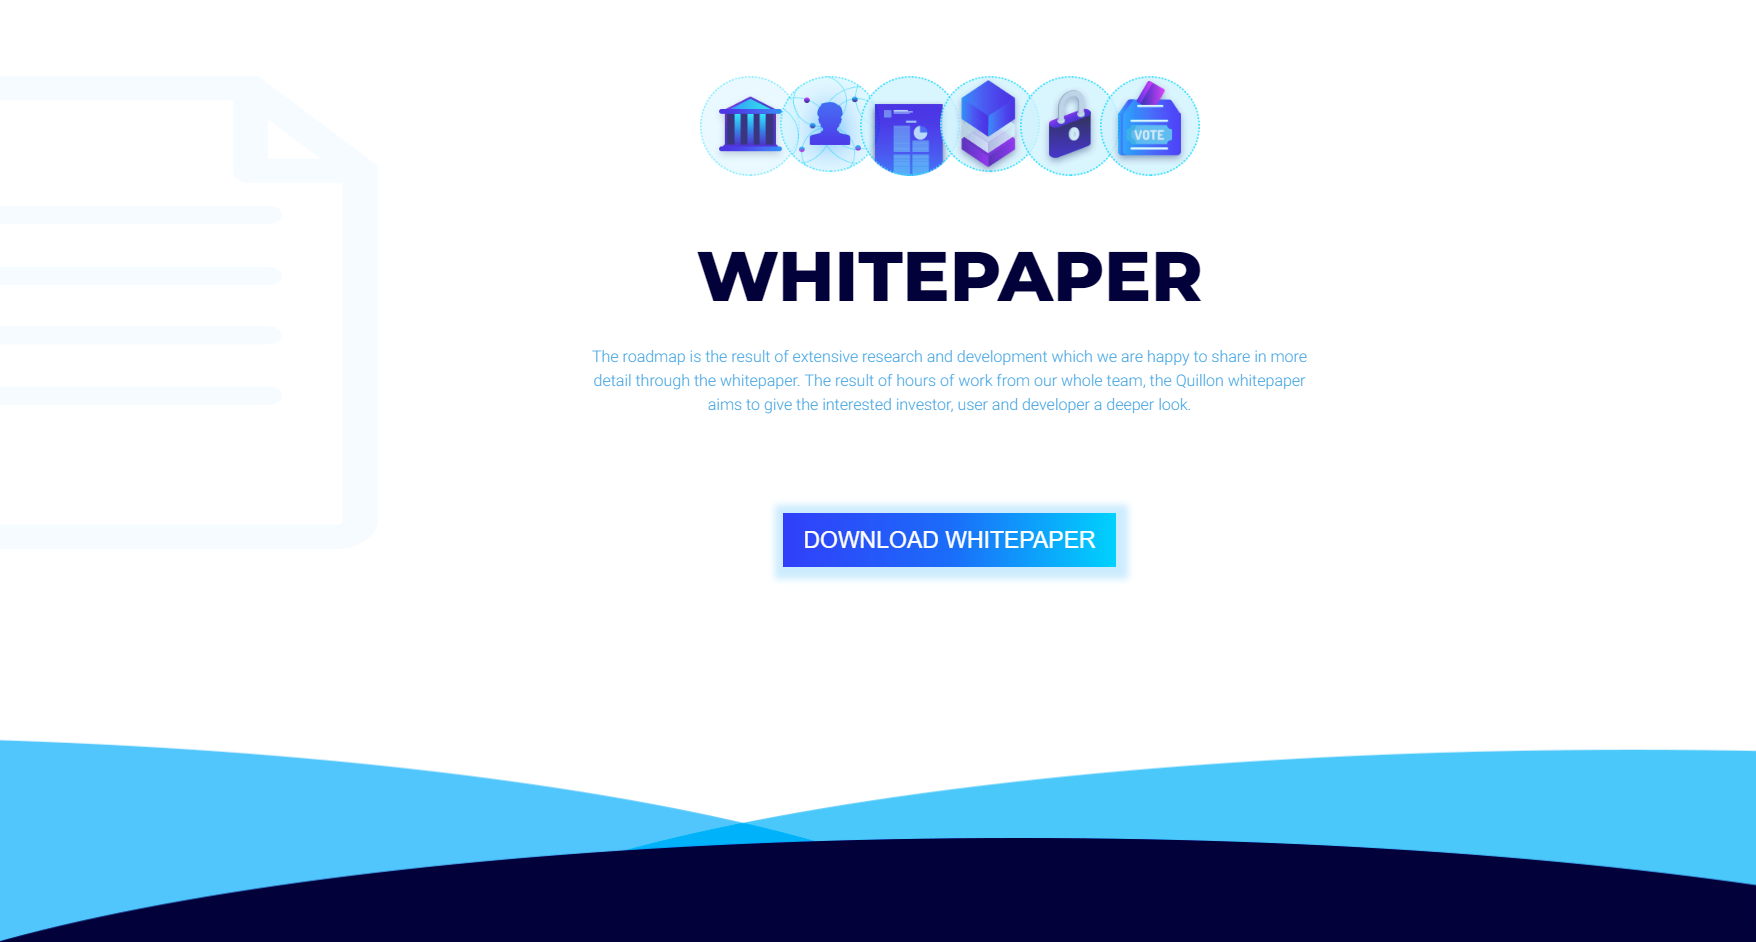 VOTE
WHITEPAPER
The roadmap is the result of extensive research and development which we are happy to share in more
detail through the whitepaper. The result of hours of work from our whole team, the Quillon whitepaper
aims to give the interested investor, user and developer a deeper look.
DOWNLOAD WHITEPAPER